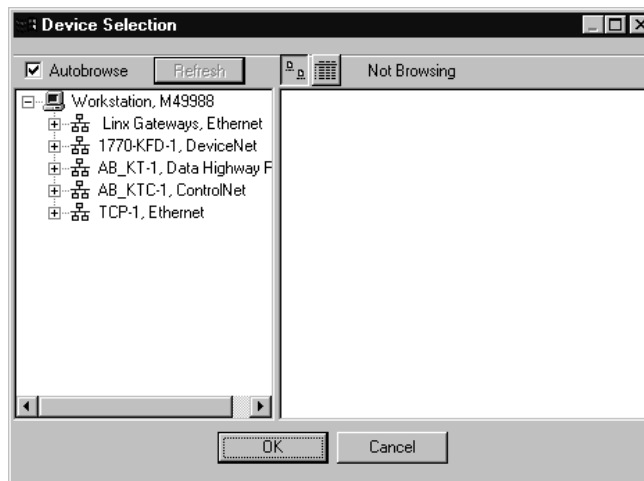 Device Selection
Autobrowse
Refresh
Not Browsing
Workstation, M49988
Linx Gateways, Ethernet
1770-KFD-1, DeviceNet
AB_KT-1, Data Highway F
AB_KTC-1, ControlNet
TCP-1, Ethernet
OK
Cancel